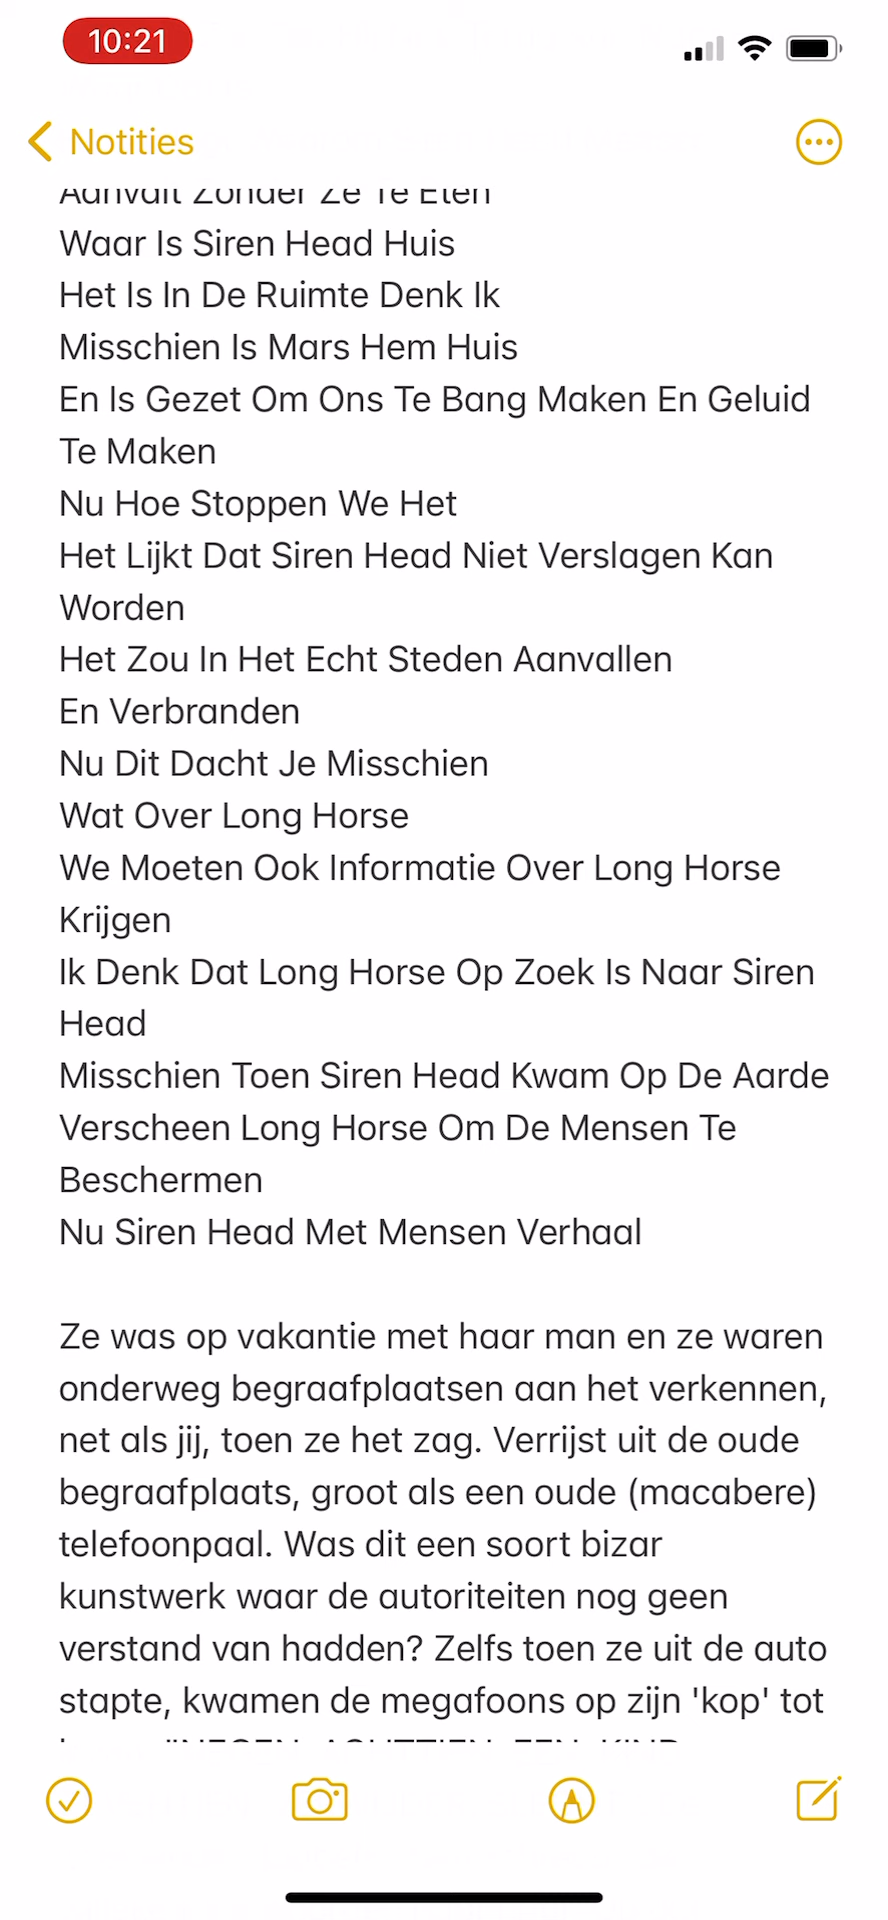 10:21
Notities
Aanvalt Zonder Ze Te Eten
Waar Is Siren Head Huis
Het Is In De Ruimte Denk Ik
Misschien Is Mars Hem Huis
En Is Gezet Om Ons Te Bang Maken En Geluid
Te Maken
Nu Hoe Stoppen We Het
Het Lijkt Dat Siren Head Niet Verslagen Kan
Worden
Het Zou In Het Echt Steden Aanvallen
En Verbranden
Nu Dit Dacht Je Misschien
Wat Over Long Horse
We Moeten Ook Informatie Over Long Horse
Krijgen
Ik Denk Dat Long Horse Op Zoek Is Naar Siren
Head
Misschien Toen Siren Head Kwam Op De Aarde
Verscheen Long Horse Om De Mensen Te
Beschermen
Nu Siren Head Met Mensen Verhaal
Ze was op vakantie met haar man en ze waren
onderweg begraafplaatsen aan het verkennen,
net als jij, toen ze het zag. Verrijst uit de oude
begraafplaats, groot als een oude (macabere)
telefoonpaal. Was dit een soort bizar
kunstwerk waar de autoriteiten nog geen
verstand van hadden? Zelfs toen ze uit de auto
stapte, kwamen de megafoons op zijn 'kop' tot